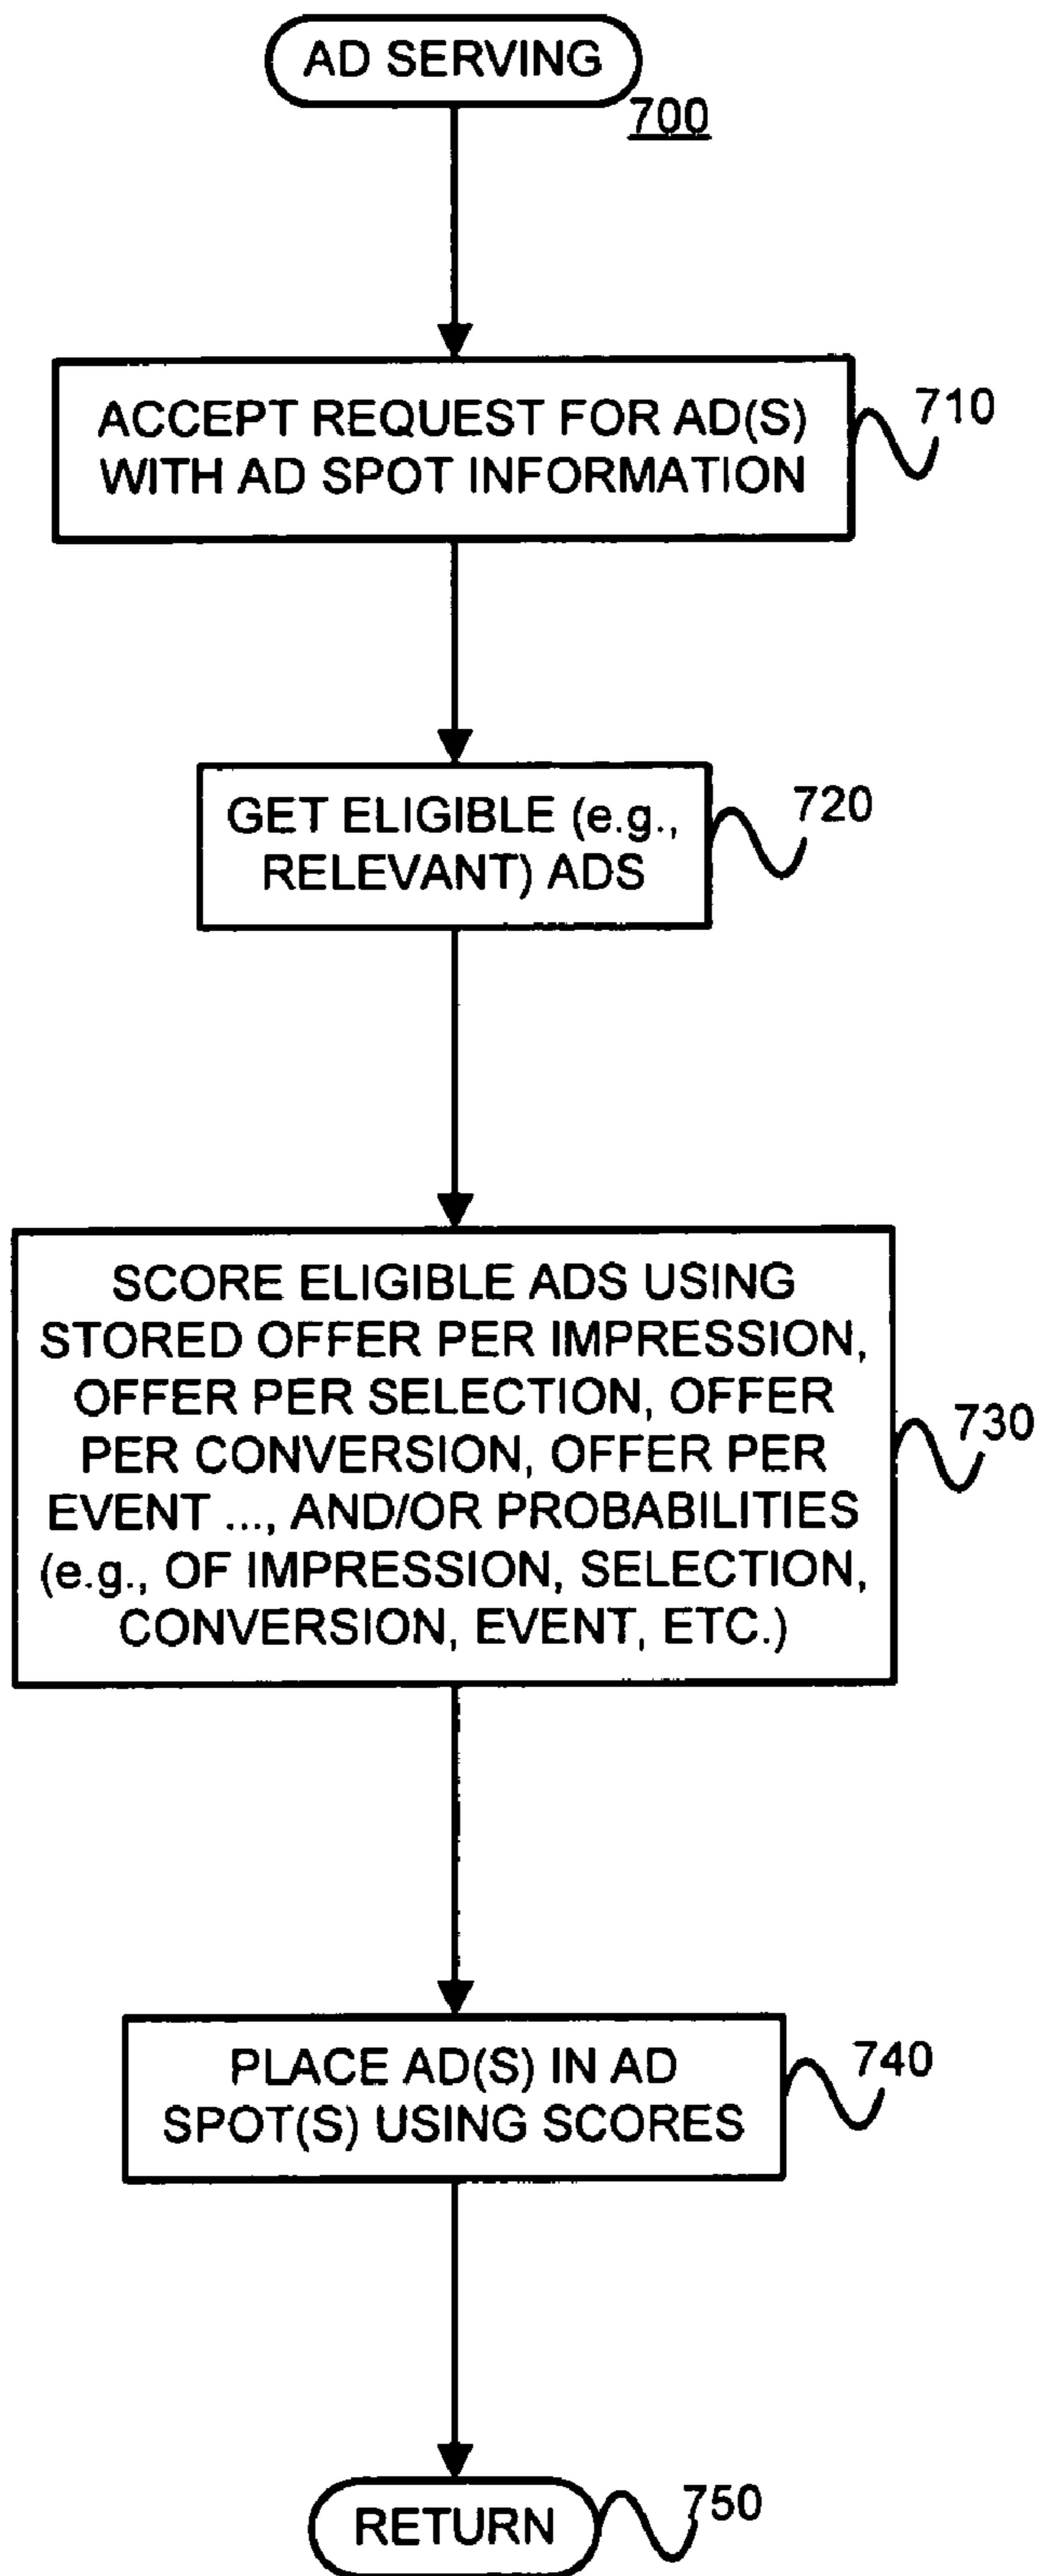 AD SERVING
700
ACCEPT REQUEST FOR AD(S)
WITH AD SPOT INFORMATION
710
GET ELIGIBLE (e.g.,
RELEVANT) ADS
720
SCORE ELIGIBLE ADS USING
STORED OFFER PER IMPRESSION,
OFFER PER SELECTION, OFFER
PER CONVERSION, OFFER PER
EVENT ..., AND/OR PROBABILITIES
(e.g., OF IMPRESSION, SELECTION,
CONVERSION, EVENT, ETC.)
730
PLACE AD(S) IN AD
SPOT(S) USING SCORES
740
RETURN
750